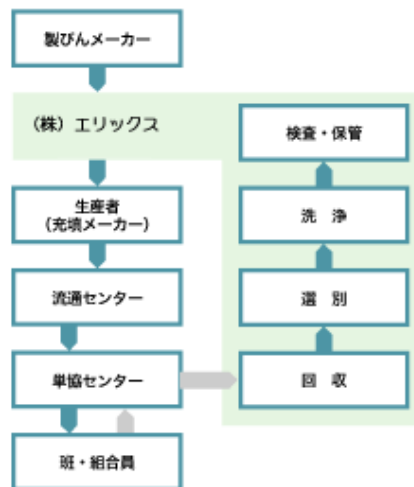 製びんメーカー
（株）エリックス
検査・保管
生産者
（充填メーカー）
洗　浄
流通センター
選　別
単協センター
回　収
班・組合員